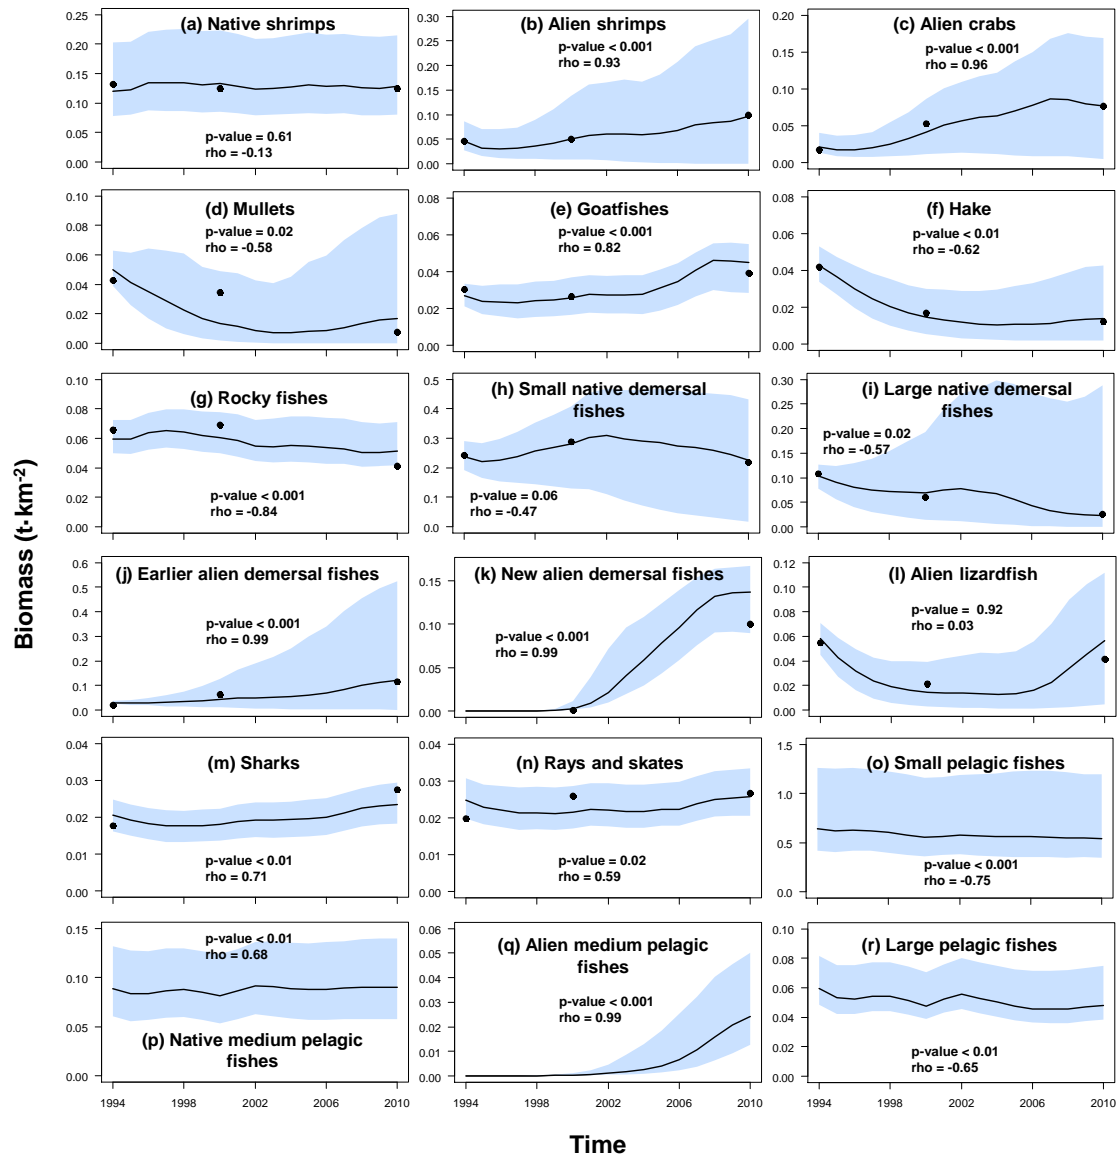 (a) Native shrimps
0.25
0.20
0.15
0.10
0.05
0.00
p-value = 0.61
rho = -0.13
(b) Alien shrimps
0.30
0.25
0.20
0.15
0.10
0.05
0.00
p-value < 0.001
rho = 0.93
(c) Alien crabs
0.20
0.15
0.10
0.05
0.00
p-value < 0.001
rho = 0.96
(d) Mullets
0.10
0.08
0.06
0.04
0.02
0.00
p-value = 0.02
rho = -0.58
(e) Goatfishes
0.10
0.08
0.06
0.04
0.02
0.00
p-value < 0.001
rho = 0.82
(f) Hake
0.08
0.06
0.04
0.02
0.00
p-value < 0.01
rho = -0.62
(g) Rocky fishes
0.10
0.08
0.06
0.04
0.02
0.00
p-value < 0.001
rho = -0.84
(h) Small native demersal
fishes
0.5
0.4
0.3
0.2
0.1
0.0
p-value = 0.06
rho = -0.47
(i) Large native demersal
fishes
0.30
0.25
0.20
0.15
0.10
0.05
0.00
p-value = 0.02
rho = -0.57
(j) Earlier alien demersal fishes
0.6
0.5
0.4
0.3
0.2
0.1
0.0
p-value < 0.001
rho = 0.99
(k) New alien demersal fishes
0.15
0.10
0.05
0.00
p-value < 0.001
rho = 0.99
(l) Alien lizardfish
0.12
0.10
0.08
0.06
0.04
0.02
0.00
p-value = 0.92
rho = 0.03
(m) Sharks
0.04
0.03
0.02
0.01
0.00
p-value < 0.01
rho = 0.71
(n) Rays and skates
0.04
0.03
0.02
0.01
0.00
p-value = 0.02
rho = 0.59
(o) Small pelagic fishes
1.5
1.0
0.5
0.0
p-value < 0.001
rho = -0.75
0.15
0.10
0.05
0.00
p-value < 0.01
rho = 0.68
(p) Native medium pelagic
fishes
(q) Alien medium pelagic
fishes
0.06
0.05
0.04
0.03
0.02
0.01
0.00
p-value < 0.001
rho = 0.99
(r) Large pelagic fishes
0.10
0.08
0.06
0.04
0.02
0.00
p-value < 0.01
rho = -0.65
1994 1998 2002 2006 2010
1994 1998 2002 2006 2010
1994 1998 2002 2006 2010
Biomass (t·km-2)
Time